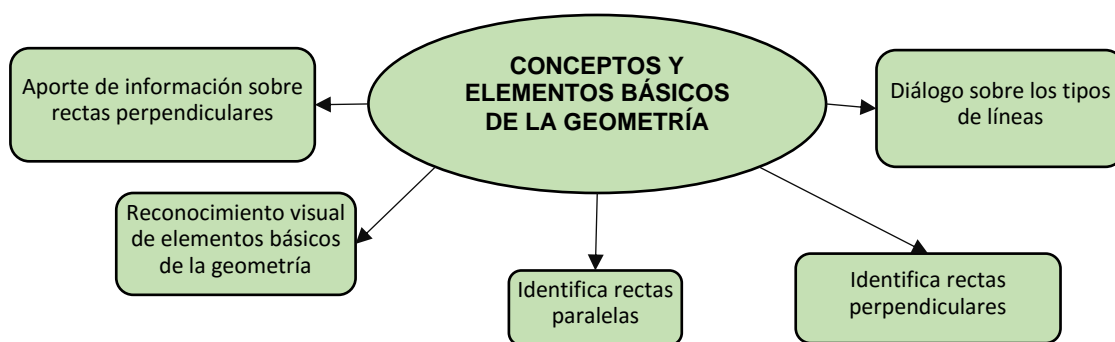 CONCEPTOS Y
ELEMENTOS BÁSICOS
DE LA GEOMETRÍA
Aporte de información sobre
rectas perpendiculares
Diálogo sobre los tipos
de líneas
Reconocimiento visual
de elementos básicos
de la geometría
Identifica rectas
paralelas
Identifica rectas
perpendiculares